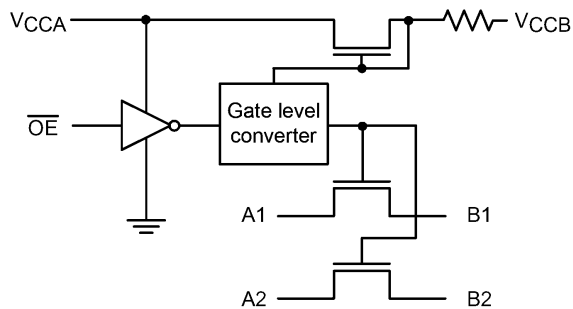 VCCA
VCCB
OE
Gate level
converter
A1
B1
A2
B2